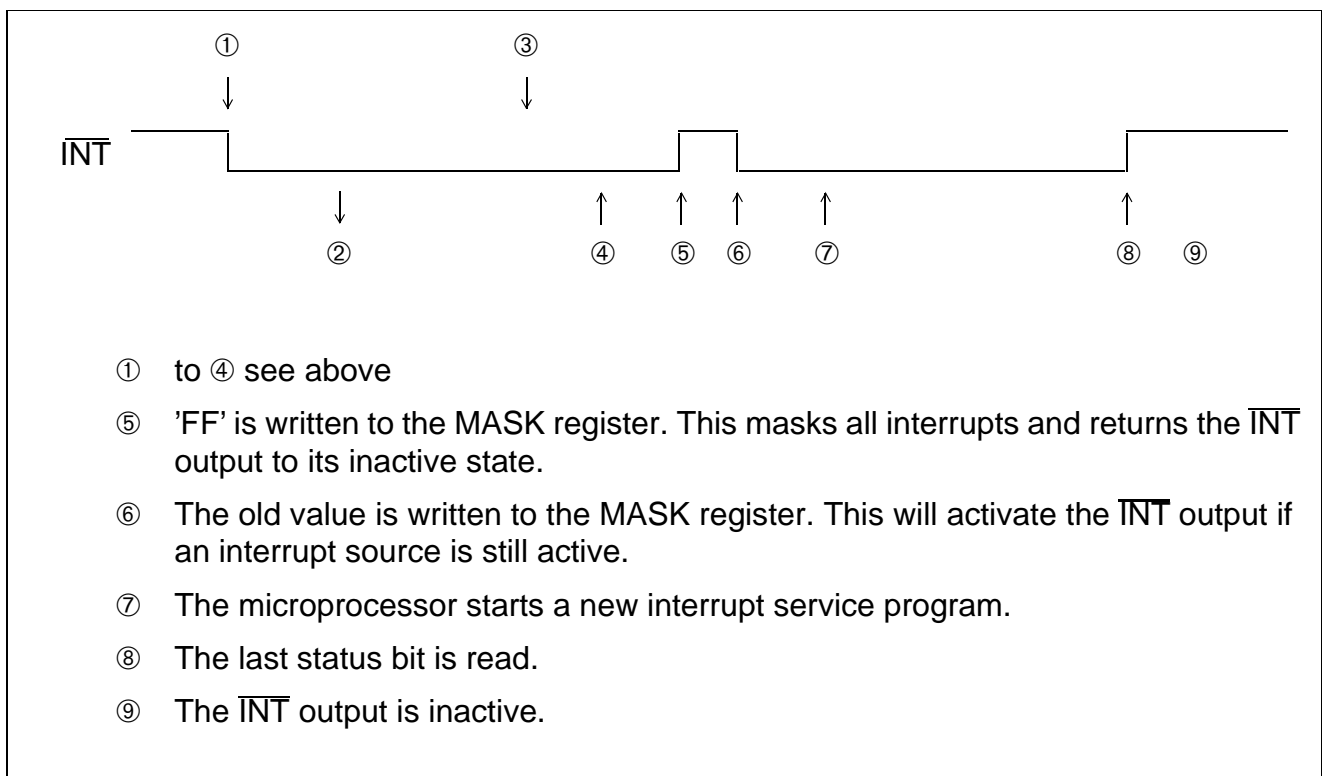 ① ③
I̅N̅T̅
② ④ ⑤ ⑥ ⑦ ⑧ ⑨
① to ④ see above
⑤ ’FF’ is written to the MASK register. This masks all interrupts and returns the I̅N̅T̅
output to its inactive state.
⑥ The old value is written to the MASK register. This will activate the I̅N̅T̅ output if
an interrupt source is still active.
⑦ The microprocessor starts a new interrupt service program.
⑧ The last status bit is read.
⑨ The I̅N̅T̅ output is inactive.